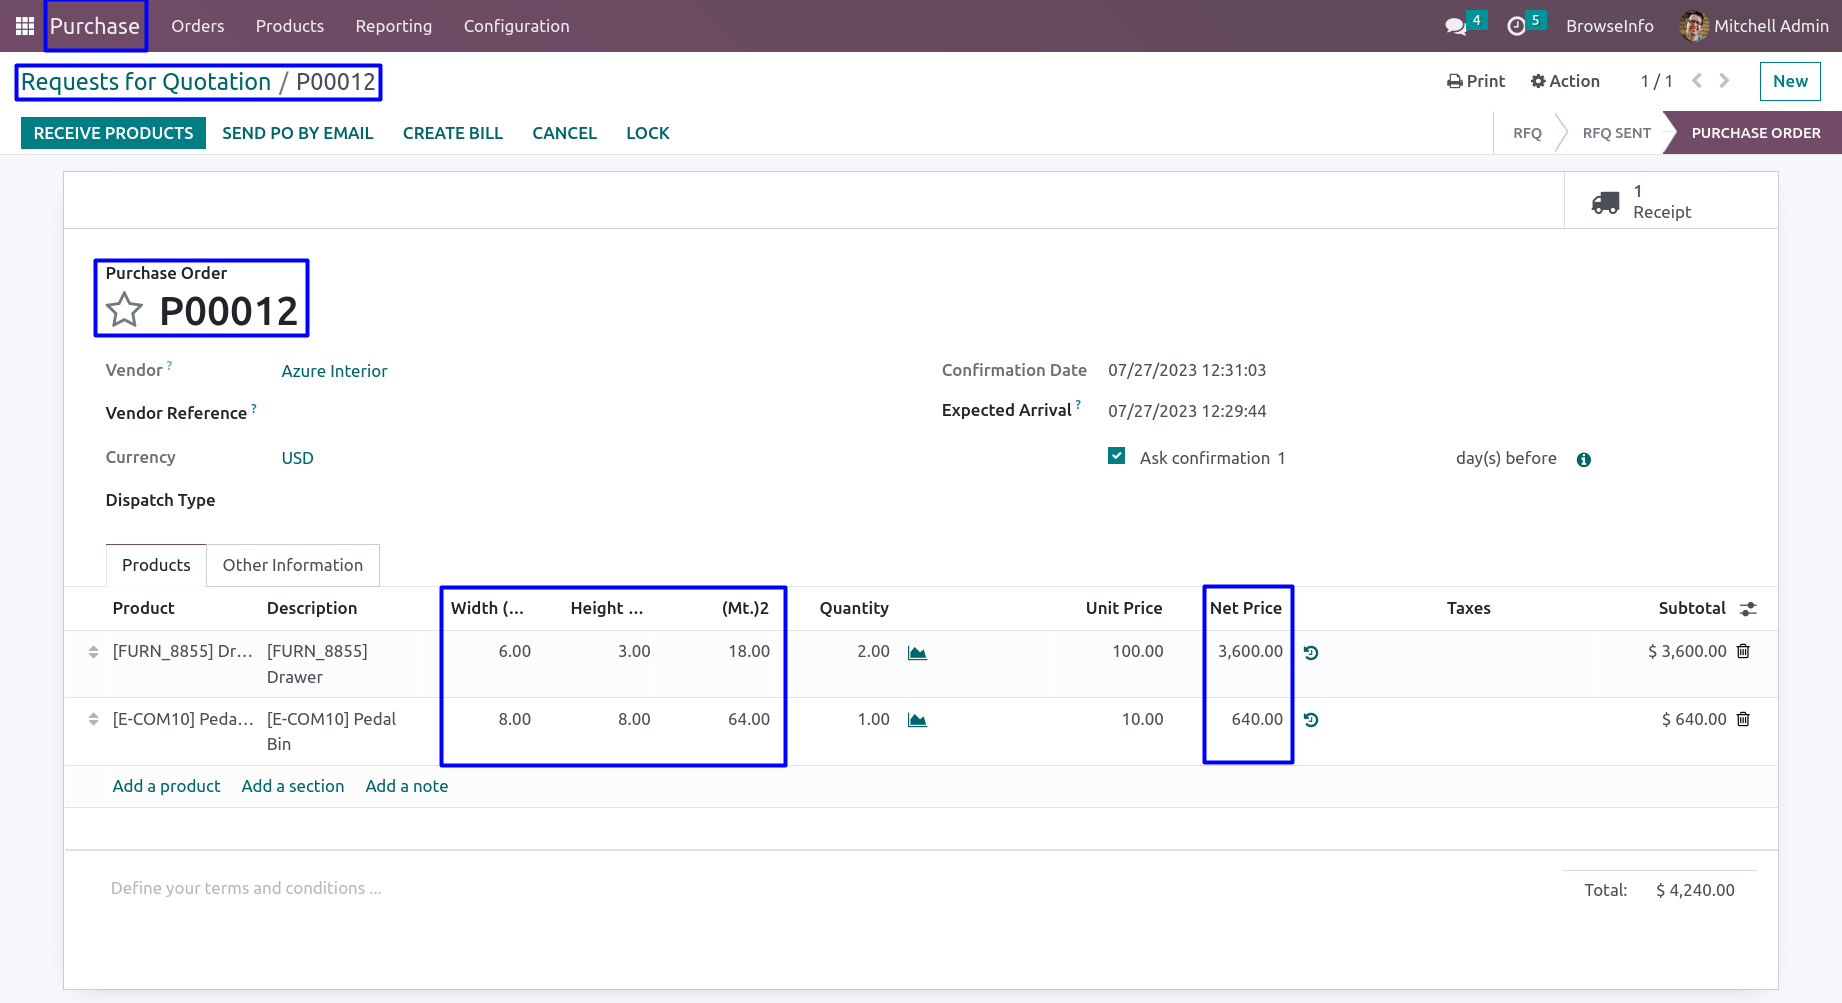 Purchase Orders Products Reporting Configuration 4 5 BrowseInfo Mitchell Admin
Requests for Quotation / P00012 Print Action 1 / 1 New
RECEIVE PRODUCTS SEND PO BY EMAIL CREATE BILL CANCEL LOCK RFQ RFQ SENT PURCHASE ORDER
1
Receipt
Purchase Order
P00012
Vendor ? Azure Interior Confirmation Date 07/27/2023 12:31:03
Vendor Reference ? Expected Arrival ? 07/27/2023 12:29:44
Currency USD Ask confirmation 1 day(s) before
Dispatch Type
Products Other Information
Product Description Width (... Height ... (Mt.)2 Quantity Unit Price Net Price Taxes Subtotal
[FURN_8855] Dr... [FURN_8855] 6.00 3.00 18.00 2.00 100.00 3,600.00 $ 3,600.00
Drawer
[E-COM10] Peda... [E-COM10] Pedal 8.00 8.00 64.00 1.00 10.00 640.00 $ 640.00
Bin
Add a product Add a section Add a note
Define your terms and conditions ... Total: $ 4,240.00